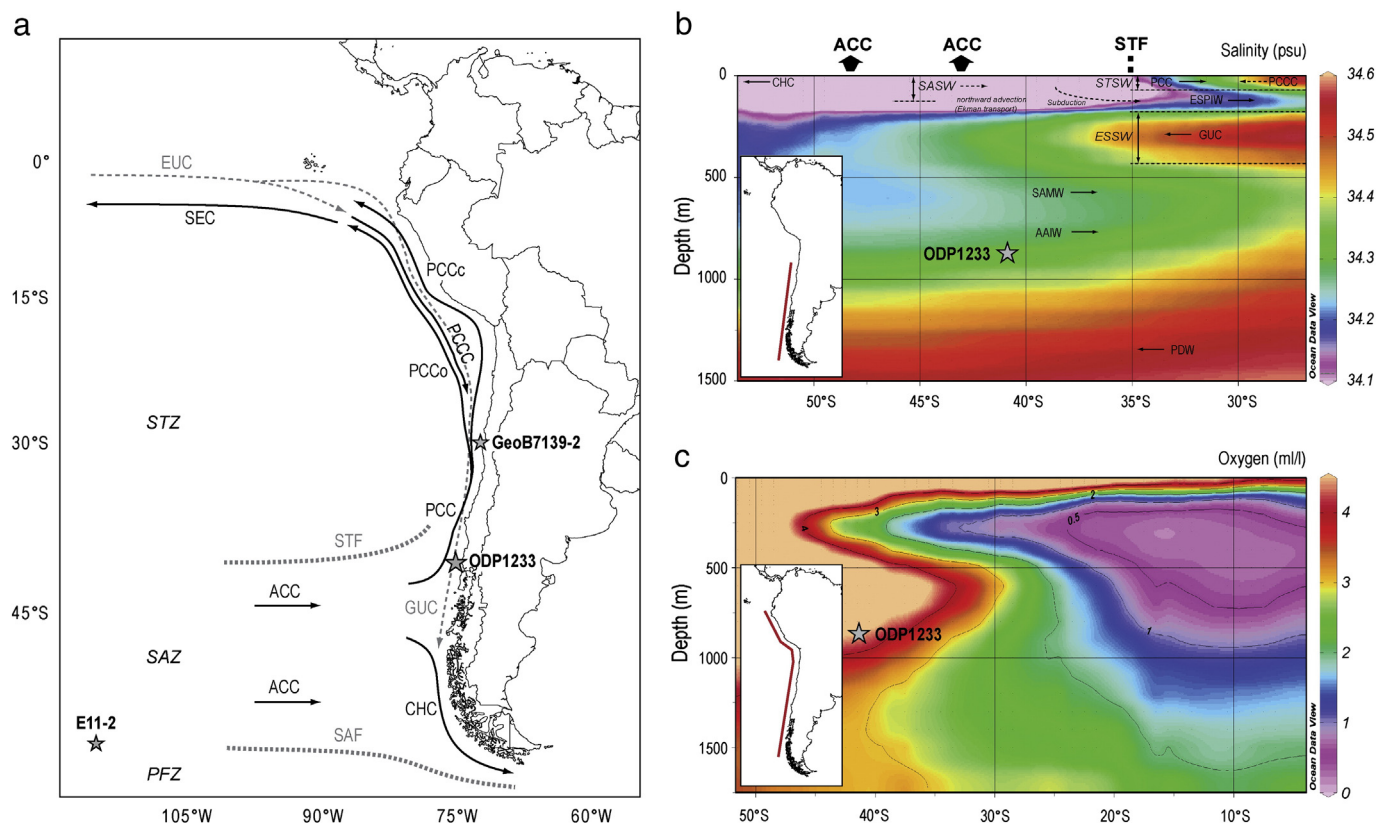 a
0°
15°S
30°S
45°S
105°W 90°W 75°W 60°W
EUC
SEC
PCCc
PCCC
PCCo
STZ
GeoB7139-2
PCC
STF
ODP1233
ACC
GUC
SAZ
ACC
CHC
E11-2
SAF
PFZ
b
ACC ACC STF Salinity (psu)
CHC SASW STSW PCC PCCC
northward advection
(Ekman transport)
Subduction
ESPIW
ESSW GUC
SAMW
AAIW
ODP1233
PDW
Depth (m)
0
500
1000
1500
50°S 45°S 40°S 35°S 30°S
Ocean Data View
34.6
34.5
34.4
34.3
34.2
34.1
c
Oxygen (ml/l)
4 3 2 0.5 1
ODP1233
Depth (m)
0
500
1000
1500
50°S 40°S 30°S 20°S 10°S
Ocean Data View
4
3
2
1
0